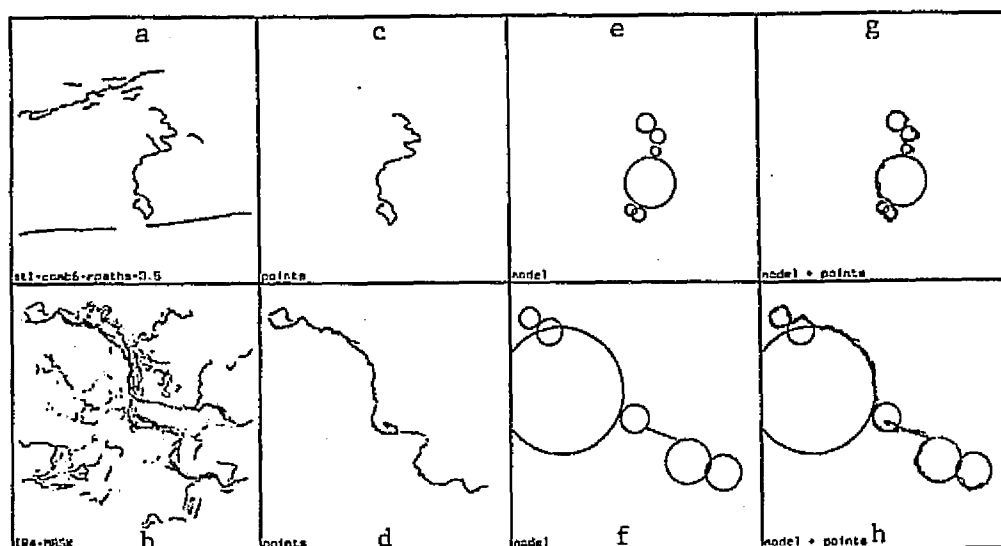 a c e g
points model model + points
b d f h
points model model + points